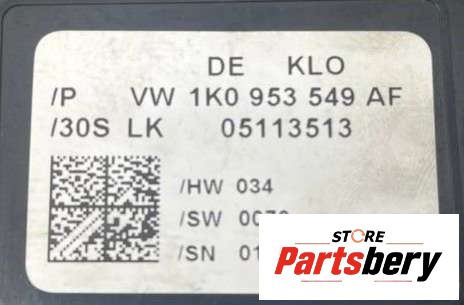 DE KLO
/P VW 1K0 953 549 AF
/30S LK 05113513
/HW 034
/SW
/SN
STORE
Partsbery